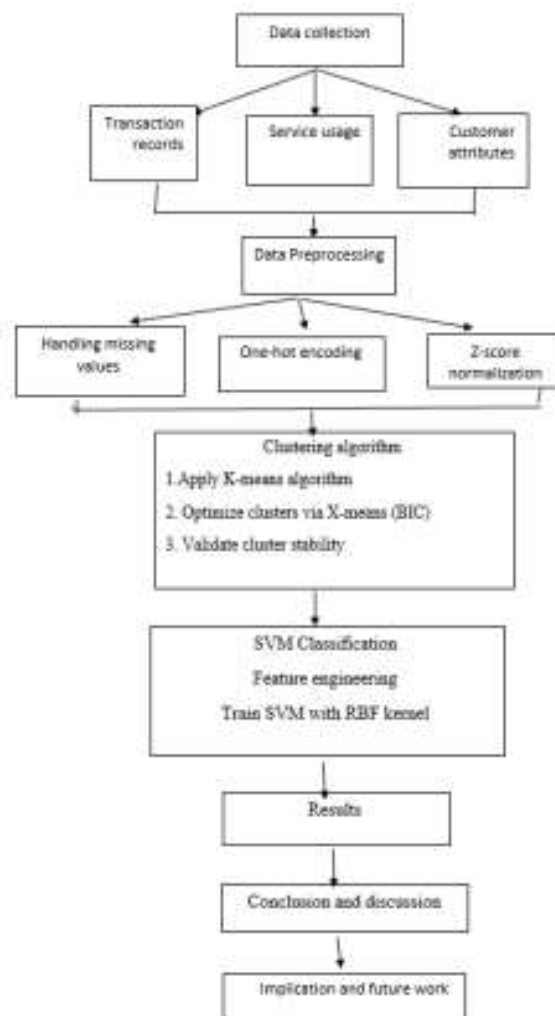 Data collection
Transaction
records
Service usage
Customer
attributes
Data Preprocessing
Handling missing
values
One-hot encoding
Z-score
normalization
Clustering algorithm
1.Apply K-means algorithm
2. Optimize clusters via X-means (BIC)
3. Validate cluster stability
SVM Classification
Feature engineering
Train SVM with RBF kernel
Results
Conclusion and discussion
Implication and future work